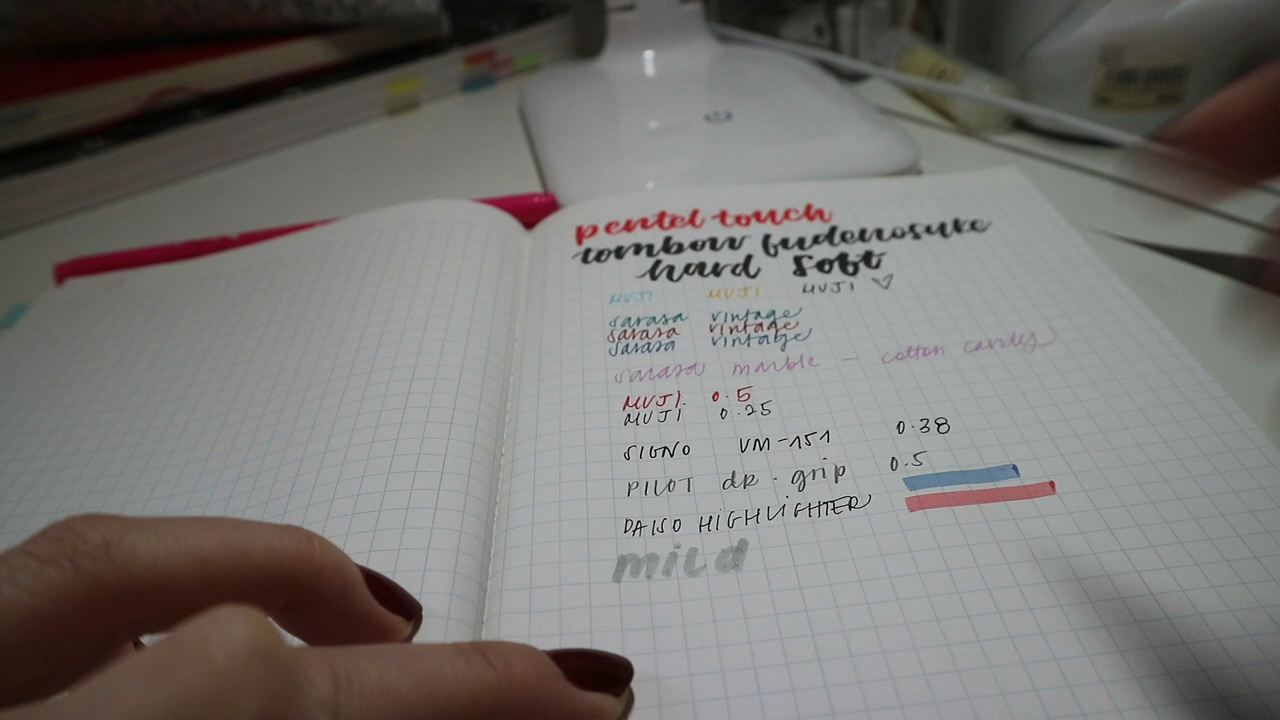 pentel touch
tombow fudenosuke
hard soft
MUJI MUJI MUJI ♡
sarasa vintage
sarasa vintage
sarasa vintage
sarasa marble - cotton candy
MUJI 0.5
MUJI 0.25
SIGNO UM-151 0.38
PILOT dr. grip 0.5
DAISO HIGHLIGHTER
mild